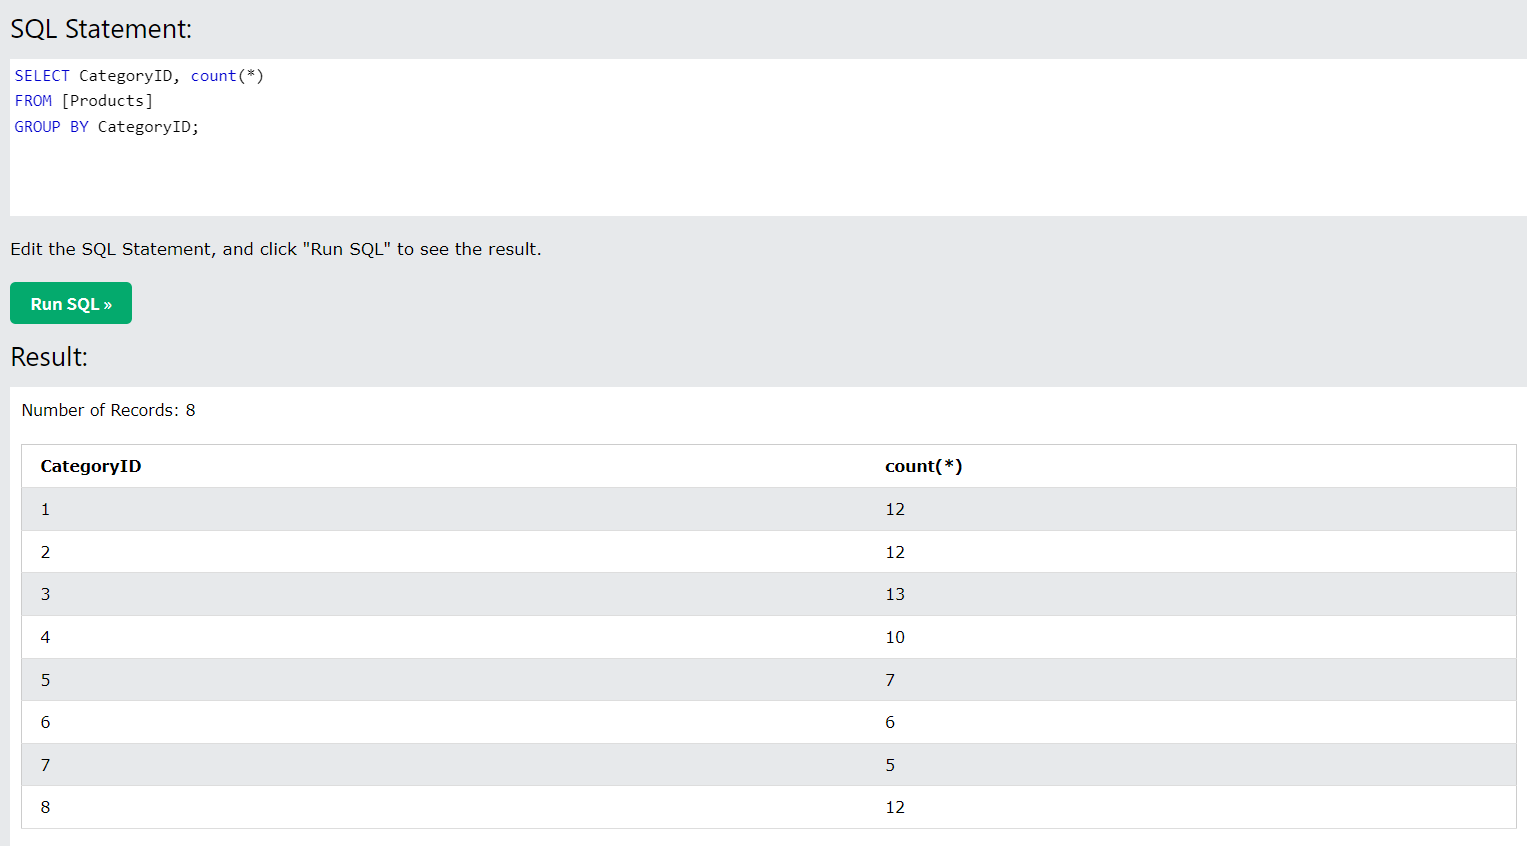 SQL Statement:
SELECT CategoryID, count(*)
FROM [Products]
GROUP BY CategoryID;
Edit the SQL Statement, and click "Run SQL" to see the result.
Run SQL »
Result:
Number of Records: 8
CategoryID count(*)
1 12
2 12
3 13
4 10
5 7
6 6
7 5
8 12